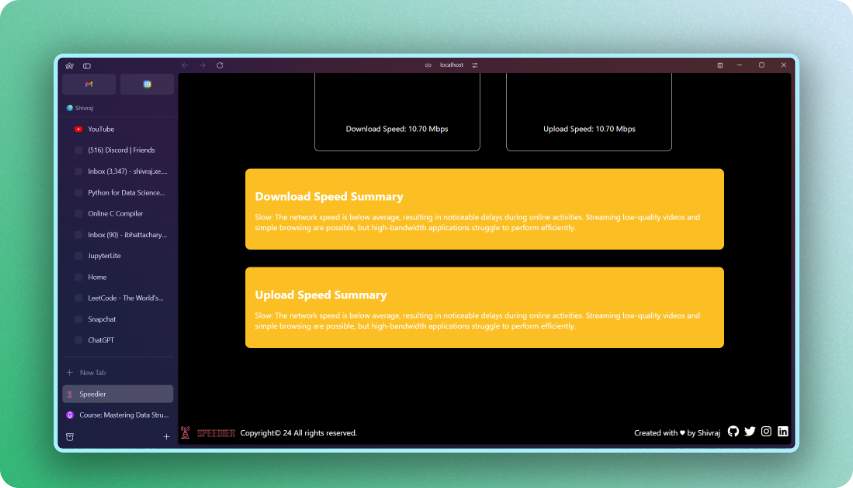 localhost
Shivraj
YouTube
(516) Discord | Friends
Inbox (3,347) - shivraj.xe....
Python for Data Science...
Online C Compiler
Inbox (90) - ibhattachary...
JupyterLite
Home
LeetCode - The World's...
Snapchat
ChatGPT
New Tab
Speedier
Course: Mastering Data Stru...
Download Speed: 10.70 Mbps
Upload Speed: 10.70 Mbps
Download Speed Summary
Slow: The network speed is below average, resulting in noticeable delays during online activities. Streaming low-quality videos and
simple browsing are possible, but high-bandwidth applications struggle to perform efficiently.
Upload Speed Summary
Slow: The network speed is below average, resulting in noticeable delays during online activities. Streaming low-quality videos and
simple browsing are possible, but high-bandwidth applications struggle to perform efficiently.
SPEEDIER Copyright© 24 All rights reserved.
Created with ♥ by Shivraj